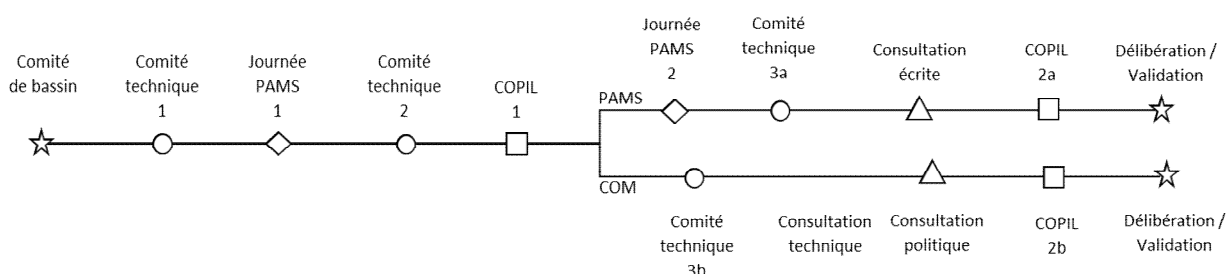 Comité
de bassin
Comité
technique
1
Journée
PAMS
1
Comité
technique
2
COPIL
1
PAMS
Journée
PAMS
2
Comité
technique
3a
Consultation
écrite
COPIL
2a
Délibération /
Validation
COM
Comité
technique
3b
Consultation
technique
Consultation
politique
COPIL
2b
Délibération /
Validation